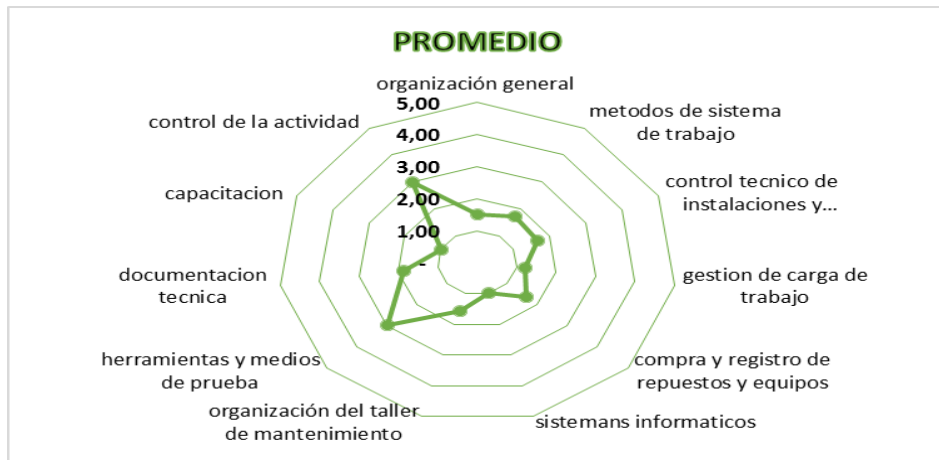 PROMEDIO
organización general
metodos de sistema
de trabajo
control tecnico de
instalaciones y...
gestion de carga de
trabajo
compra y registro de
repuestos y equipos
sistemans informaticos
organización del taller
de mantenimiento
herramientas y medios
de prueba
documentacion
tecnica
capacitacion
control de la actividad
5,00
4,00
3,00
2,00
1,00
-